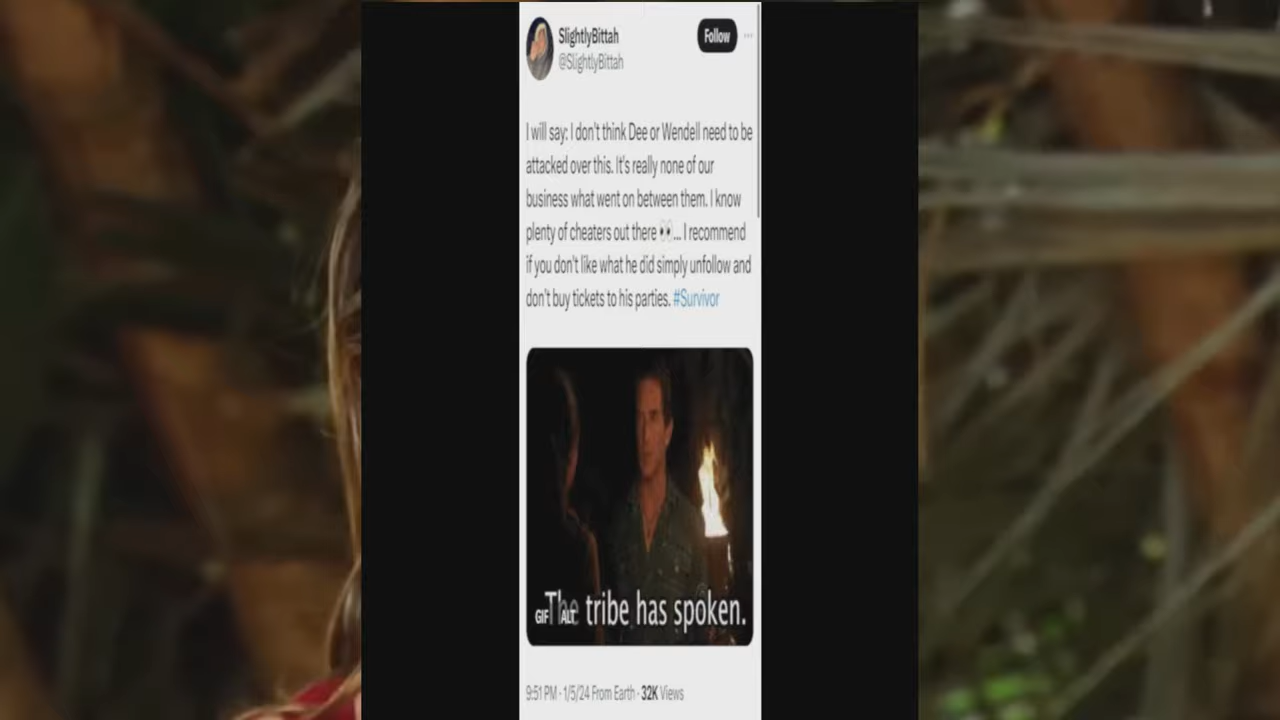 SlightlyBittah
@SlightlyBittah
Follow
I will say: I don't think Dee or Wendell need to be
attacked over this. It's really none of our
business what went on between them. I know
plenty of cheaters out there 👀... I recommend
if you don't like what he did simply unfollow and
don't buy tickets to his parties. #Survivor
The tribe has spoken.
GIF ALT
9:51 PM · 1/5/24 From Earth · 32K Views